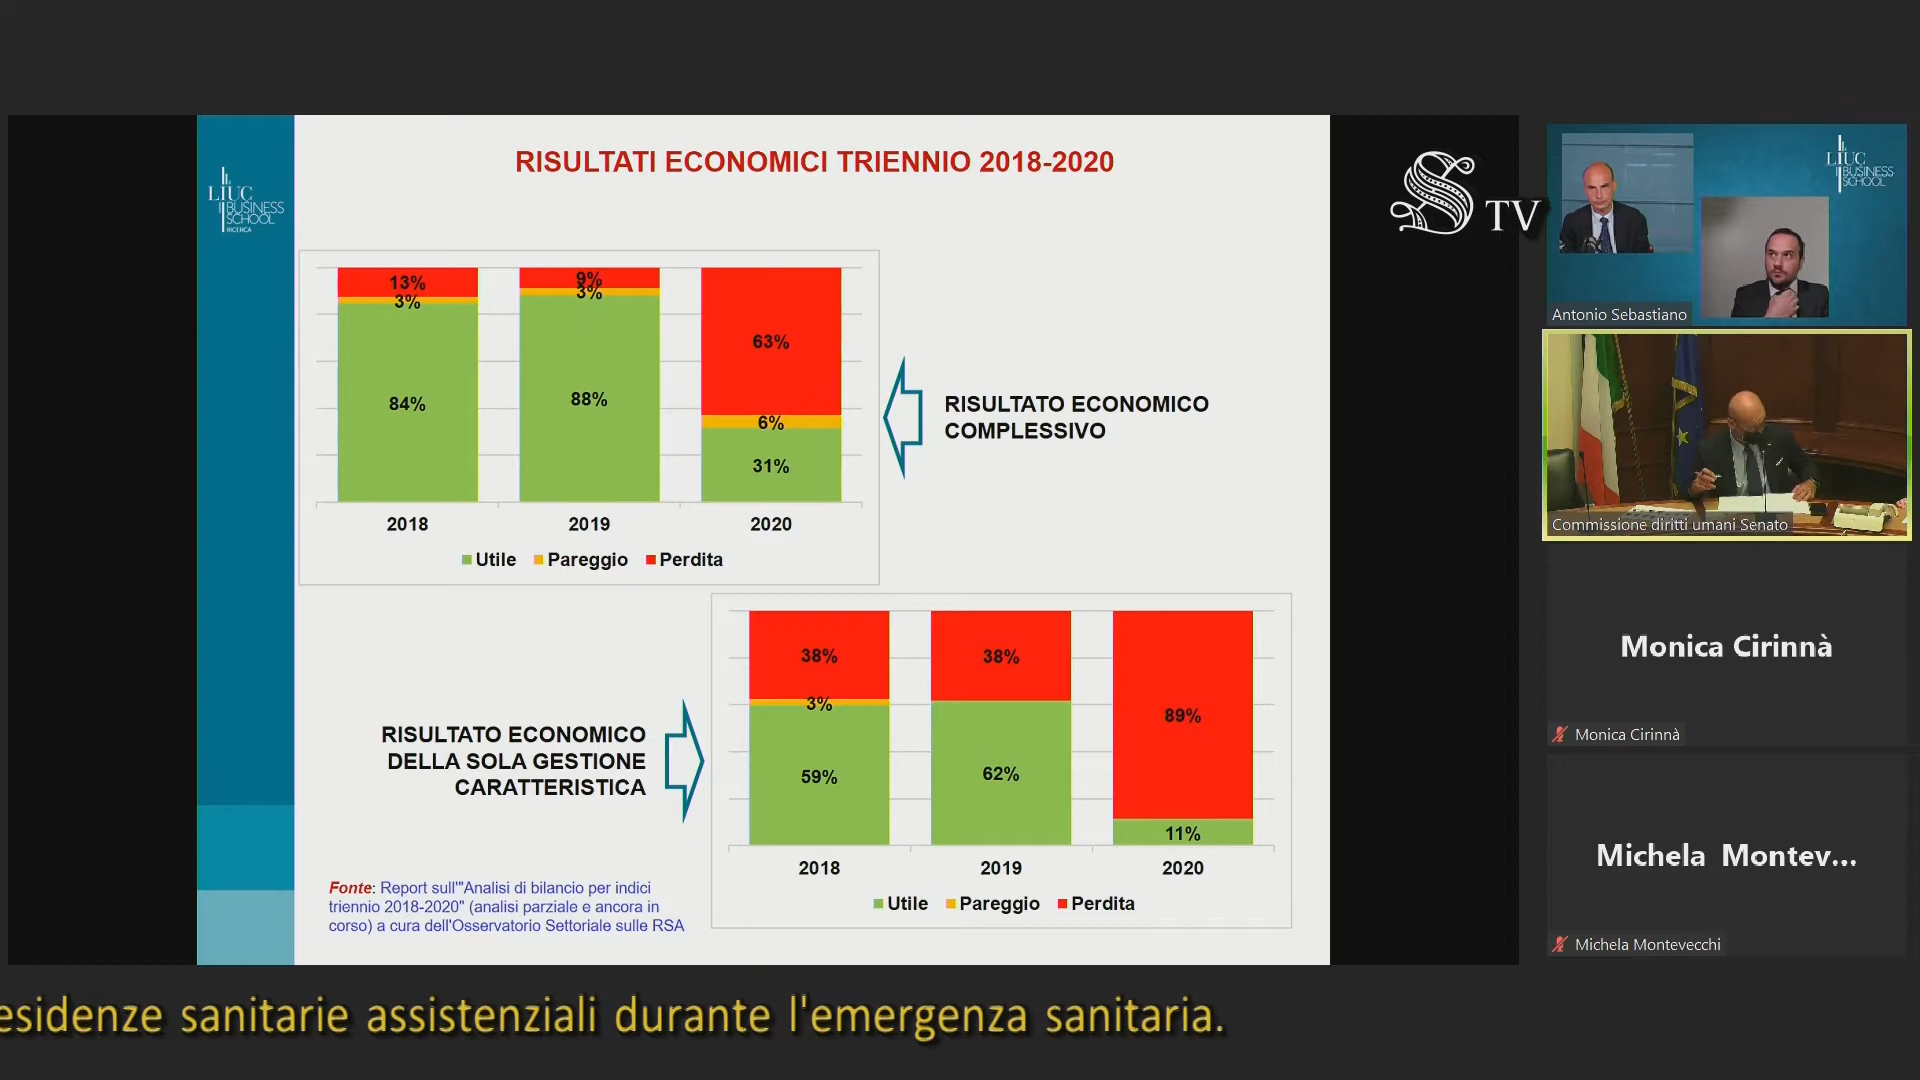 RISULTATI ECONOMICI TRIENNIO 2018-2020
LIUC
BUSINESS
SCHOOL
RICERCA
13%
3%
84%
9%
3%
88%
63%
6%
31%
2018 2019 2020
Utile Pareggio Perdita
RISULTATO ECONOMICO
COMPLESSIVO
RISULTATO ECONOMICO
DELLA SOLA GESTIONE
CARATTERISTICA
38%
3%
59%
38%
62%
89%
11%
2018 2019 2020
Utile Pareggio Perdita
Fonte: Report sull'"Analisi di bilancio per indici
triennio 2018-2020" (analisi parziale e ancora in
corso) a cura dell'Osservatorio Settoriale sulle RSA
S TV
LIUC
BUSINESS
SCHOOL
Antonio Sebastiano
Commissione diritti umani Senato
Monica Cirinnà
Monica Cirinnà
Michela Montev...
Michela Montevecchi
esidenze sanitarie assistenziali durante l'emergenza sanitaria.